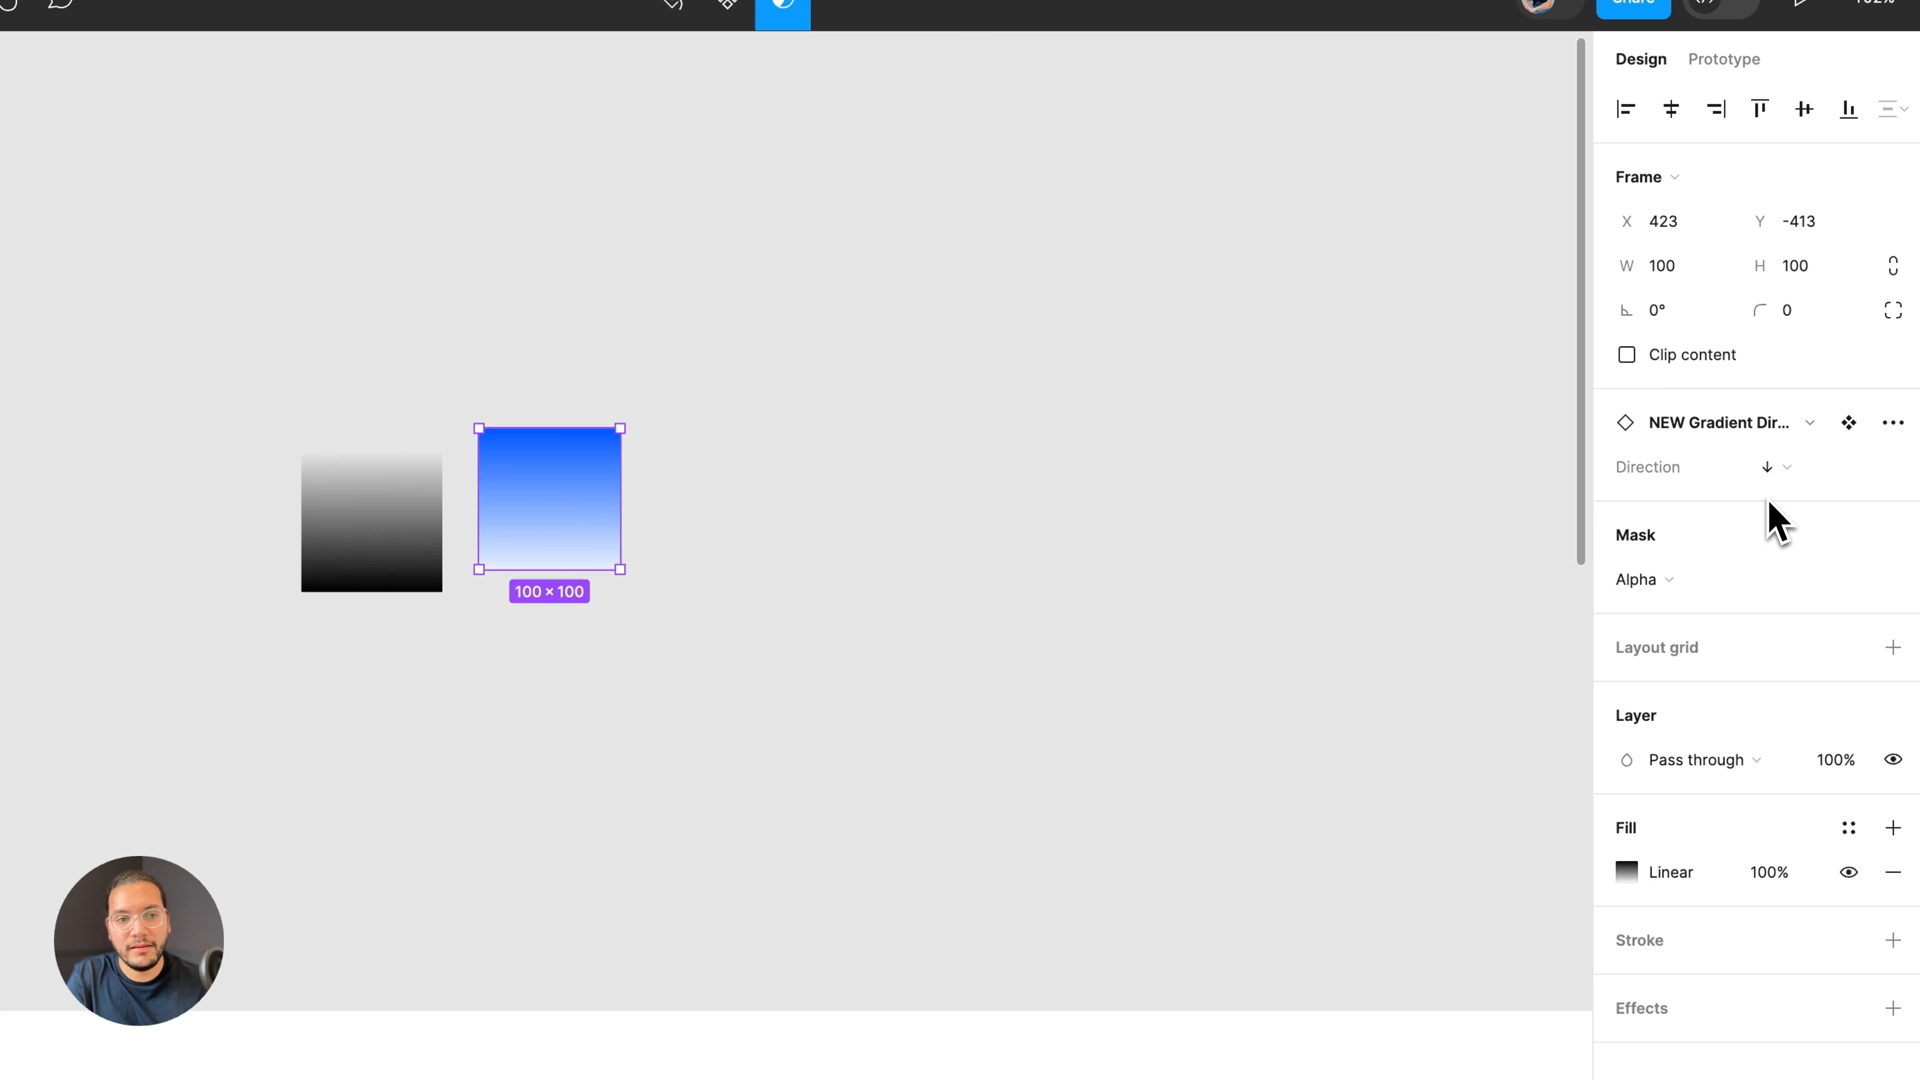 Design Prototype
Frame
X 423 Y -413
W 100 H 100
0° 0
Clip content
NEW Gradient Dir...
Direction ↓
Mask
Alpha
Layout grid
Layer
Pass through 100%
Fill
Linear 100%
Stroke
Effects
100 × 100